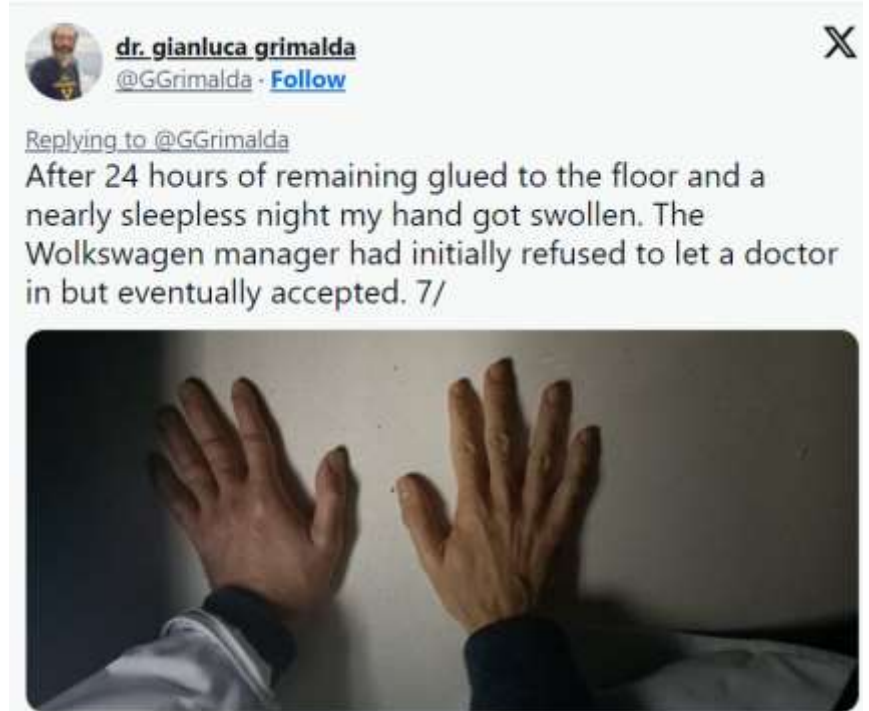 dr. gianluca grimalda
@GGrimalda · Follow
Replying to @GGrimalda
After 24 hours of remaining glued to the floor and a
nearly sleepless night my hand got swollen. The
Wolkswagen manager had initially refused to let a doctor
in but eventually accepted. 7/